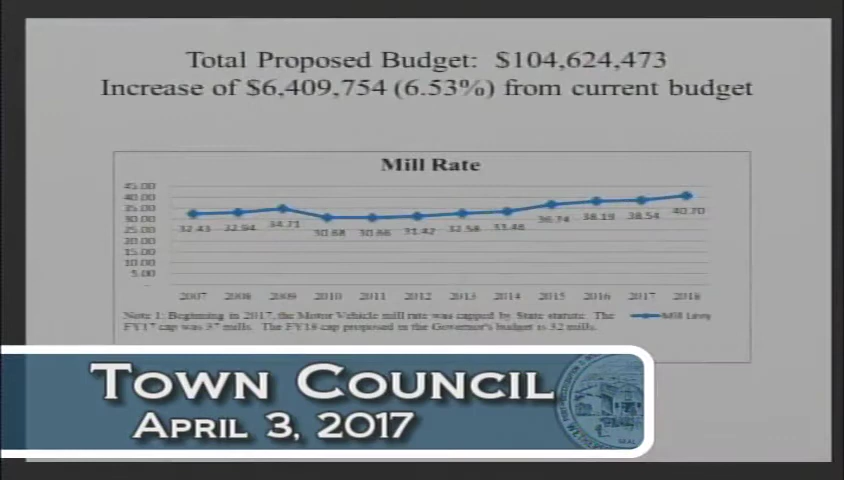 Total Proposed Budget: $104,624,473
Increase of $6,409,754 (6.53%) from current budget
Mill Rate
45.00
40.00
35.00
30.00
25.00
20.00
15.00
10.00
5.00
32.43 32.94 34.71 30.68 30.66 31.42 32.58 33.48 36.74 38.19 38.54 40.70
2007 2008 2009 2010 2011 2012 2013 2014 2015 2016 2017 2018
Note 1: Beginning in 2017, the Motor Vehicle mill rate was capped by State statute. The
FY17 cap was 37 mills. The FY18 cap proposed in the Governor's budget is 32 mills.
Mill Levy
TOWN COUNCIL
APRIL 3, 2017
SEAL